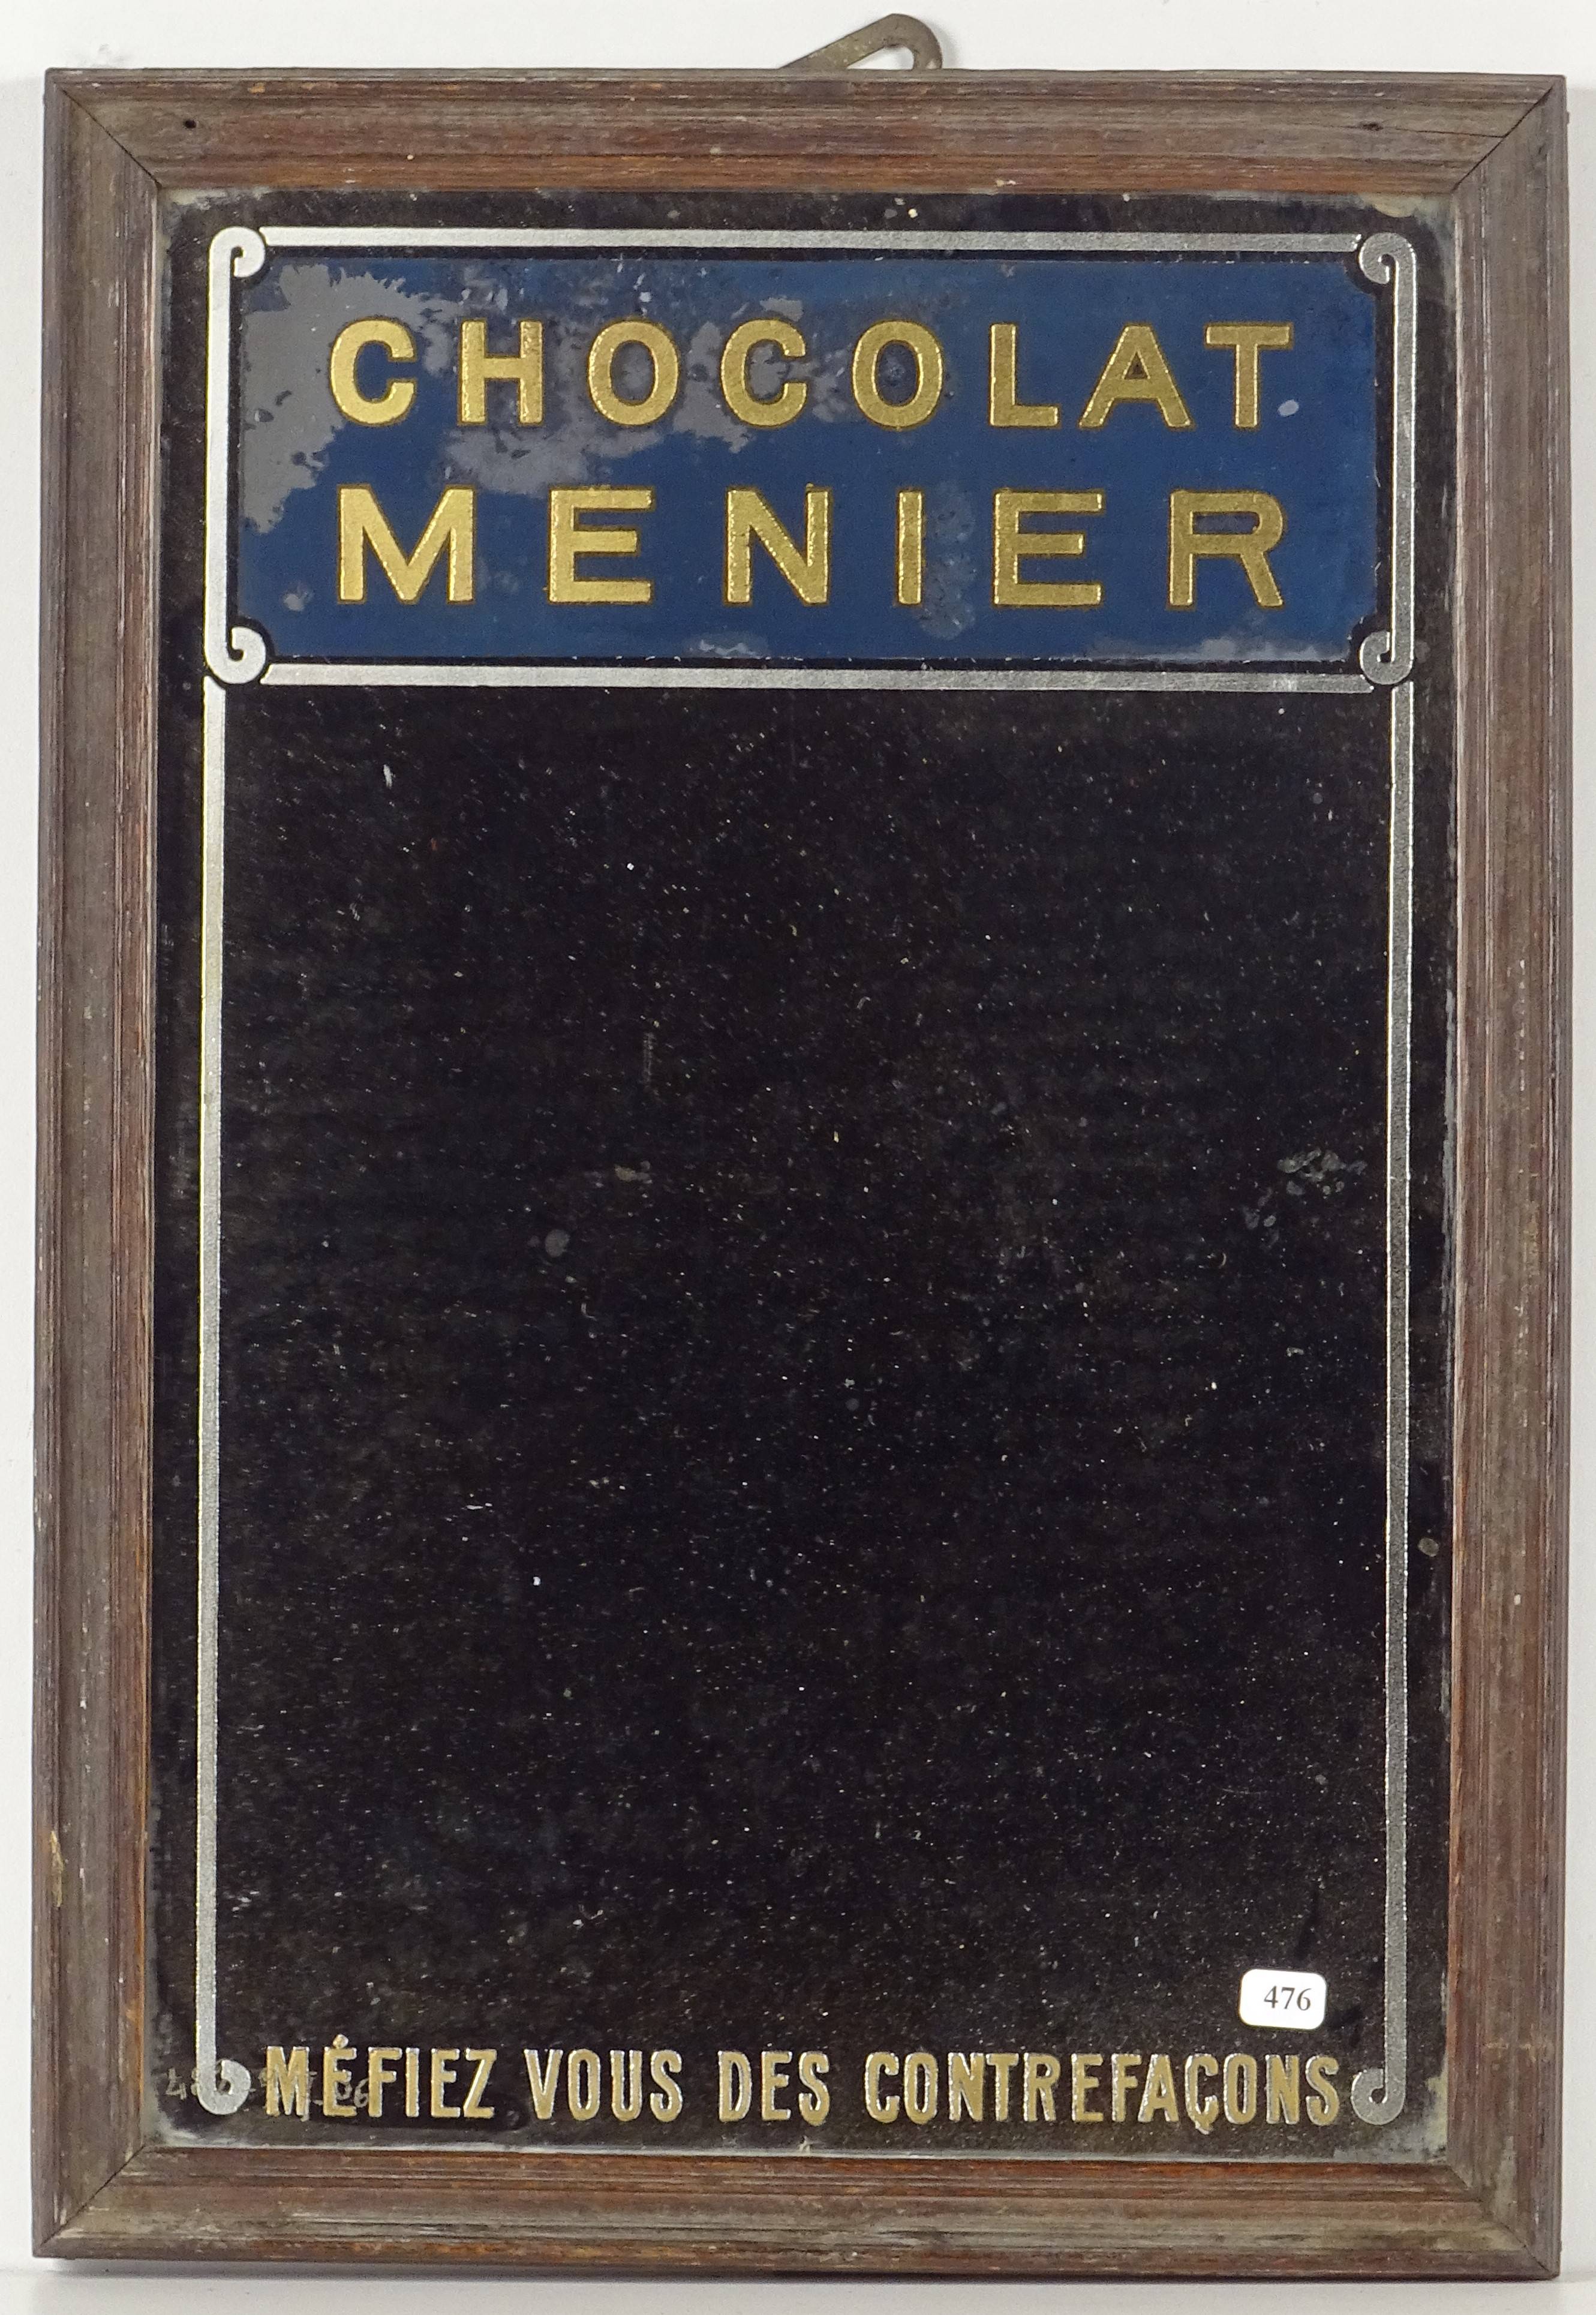 CHOCOLAT
MENIER
476
MÉFIEZ VOUS DES CONTREFAÇONS